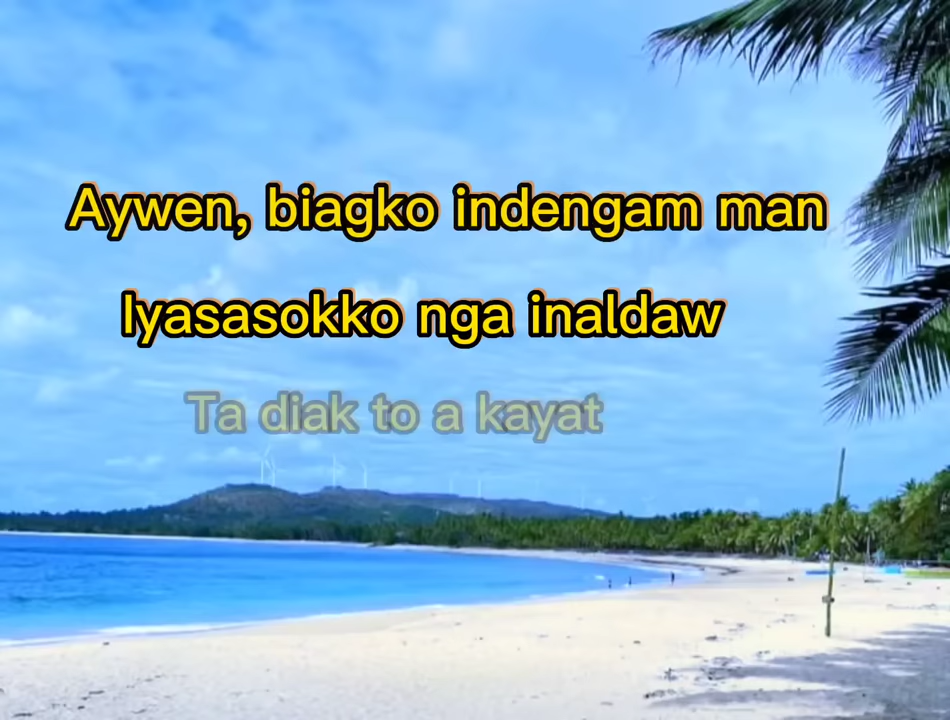 Aywen, biagko indengam man
Iyasasokko nga inaldaw
Ta diak to a kayat